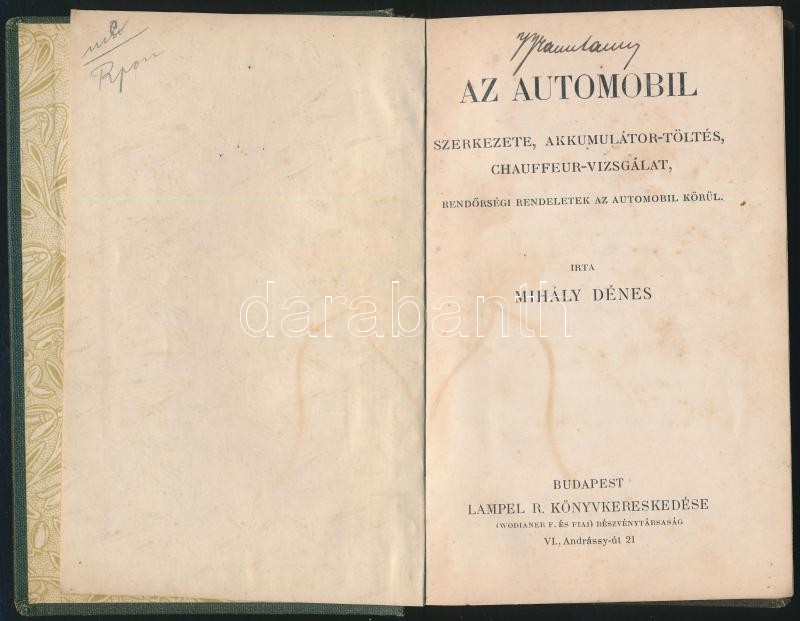 AZ AUTOMOBIL
SZERKEZETE, AKKUMULÁTOR-TÖLTÉS,
CHAUFFEUR-VIZSGÁLAT,
RENDŐRSÉGI RENDELETEK AZ AUTOMOBIL KÖRÜL.
IRTA
MIHÁLY DÉNES
darabanth
BUDAPEST
LAMPEL R. KÖNYVKERESKEDÉSE
(WODIANER F. ÉS FIAI) RÉSZVÉNYTÁRSASÁG
VI., Andrássy-út 21